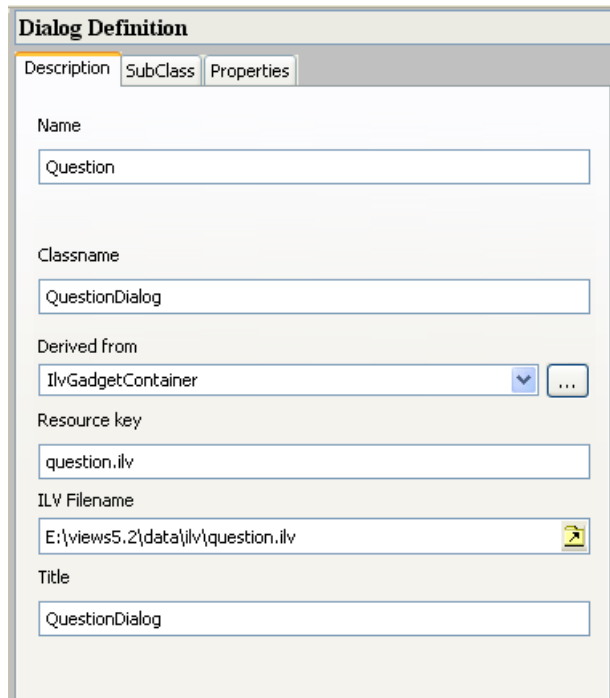 Dialog Definition
Description SubClass Properties
Name
Question
Classname
QuestionDialog
Derived from
IlvGadgetContainer ...
Resource key
question.ilv
ILV Filename
E:\views5.2\data\ilv\question.ilv
Title
QuestionDialog